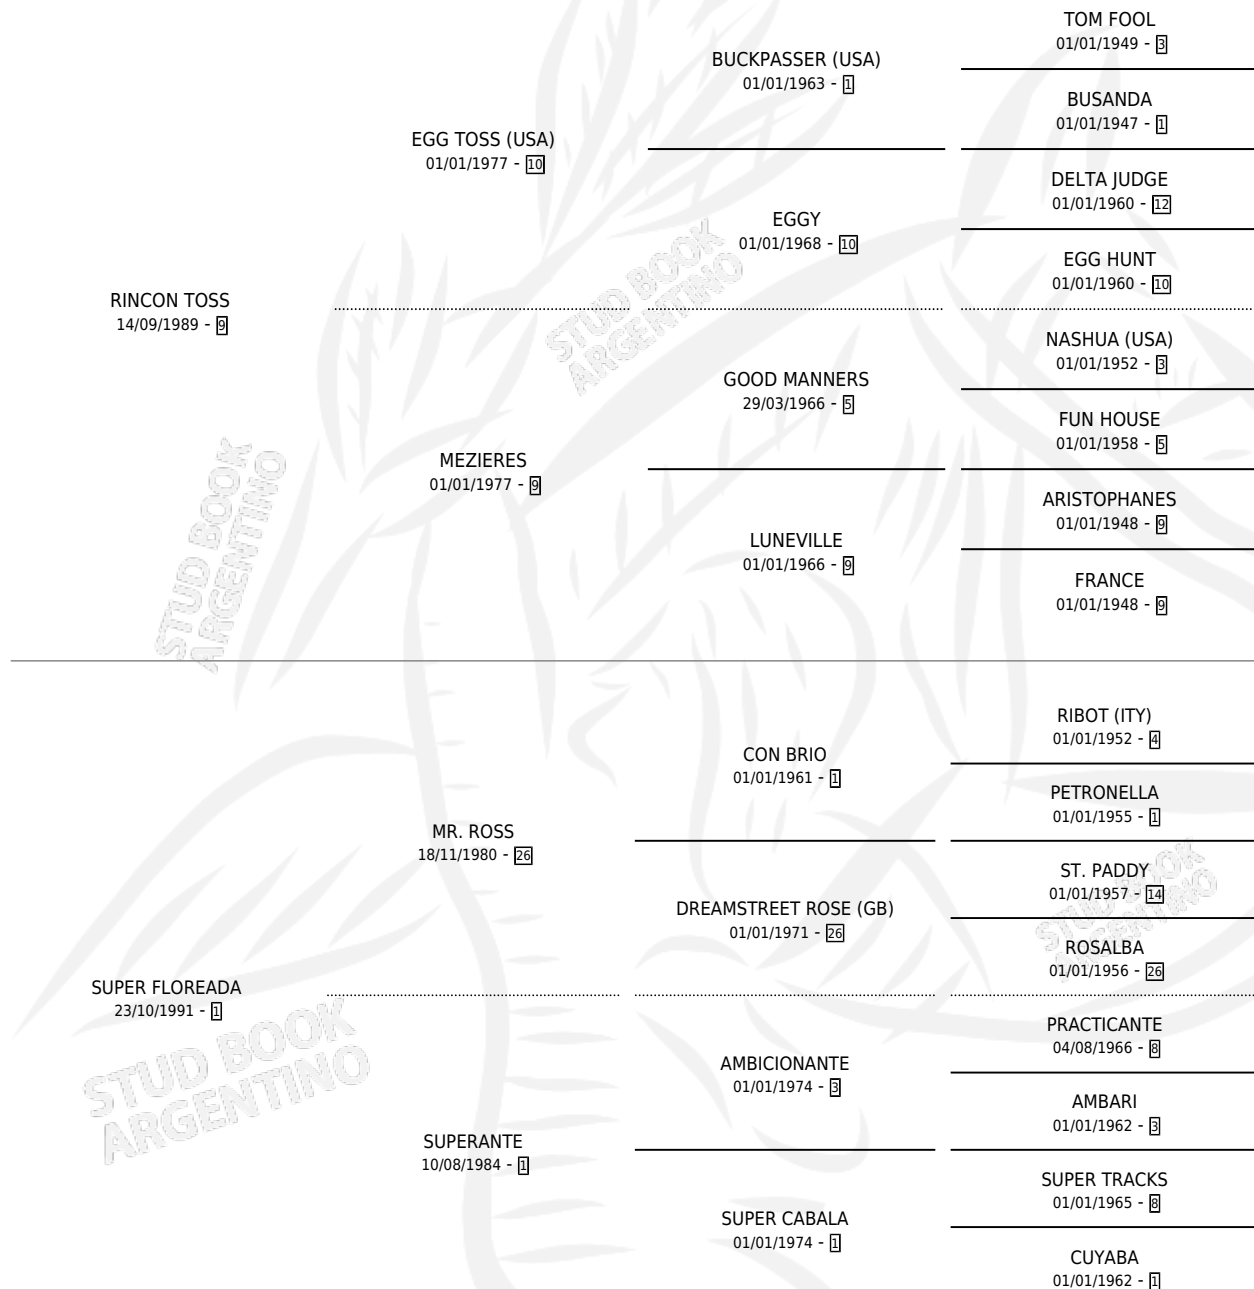 TOM FOOL
01/01/1949 - 3
BUCKPASSER (USA)
01/01/1963 - 1
BUSANDA
01/01/1947 - 1
EGG TOSS (USA)
01/01/1977 - 10
DELTA JUDGE
01/01/1960 - 12
EGGY
01/01/1968 - 10
EGG HUNT
01/01/1960 - 10
STUD BOOK
ARGENTINO
RINCON TOSS
14/09/1989 - 9
NASHUA (USA)
01/01/1952 - 3
GOOD MANNERS
29/03/1966 - 5
FUN HOUSE
01/01/1958 - 5
MEZIERES
01/01/1977 - 9
ARISTOPHANES
01/01/1948 - 9
LUNEVILLE
01/01/1966 - 9
FRANCE
01/01/1948 - 9
STUD BOOK
ARGENTINO
RIBOT (ITY)
01/01/1952 - 4
CON BRIO
01/01/1961 - 1
PETRONELLA
01/01/1955 - 1
MR. ROSS
18/11/1980 - 26
ST. PADDY
01/01/1957 - 14
DREAMSTREET ROSE (GB)
01/01/1971 - 26
ROSALBA
01/01/1956 - 26
STUD BOOK
ARGENTINO
SUPER FLOREADA
23/10/1991 - 1
PRACTICANTE
04/08/1966 - 8
AMBICIONANTE
01/01/1974 - 3
AMBARI
01/01/1962 - 3
STUD BOOK
ARGENTINO
SUPERANTE
10/08/1984 - 1
SUPER TRACKS
01/01/1965 - 8
SUPER CABALA
01/01/1974 - 1
CUYABA
01/01/1962 - 1